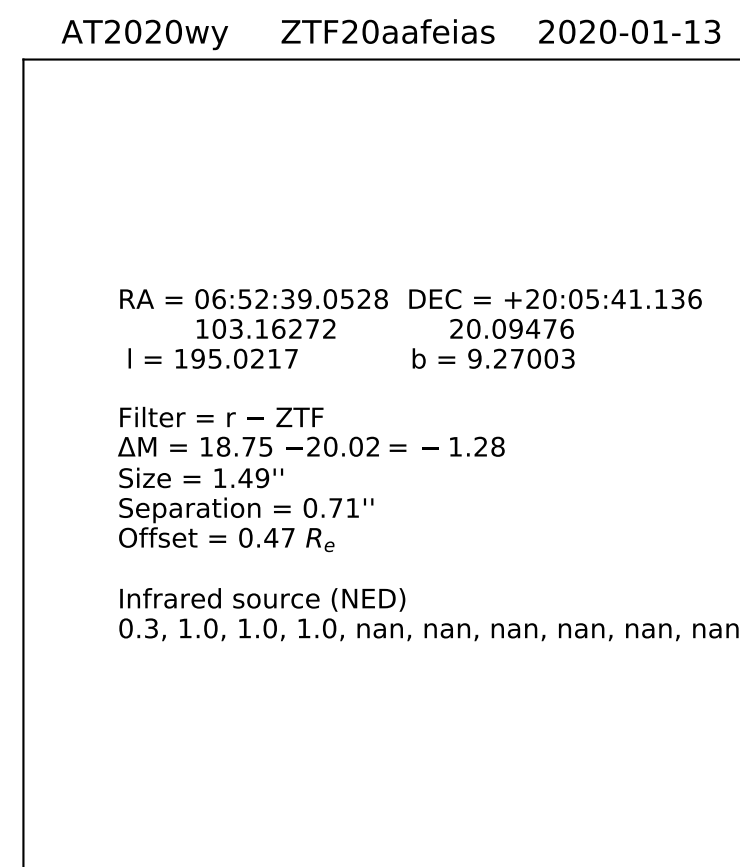 AT2020wy ZTF20aafeias 2020-01-13
RA = 06:52:39.0528 DEC = +20:05:41.136
103.16272 20.09476
l = 195.0217 b = 9.27003
Filter = r − ZTF
ΔM = 18.75 −20.02 = − 1.28
Size = 1.49''
Separation = 0.71''
Offset = 0.47 Re
Infrared source (NED)
0.3, 1.0, 1.0, 1.0, nan, nan, nan, nan, nan, nan